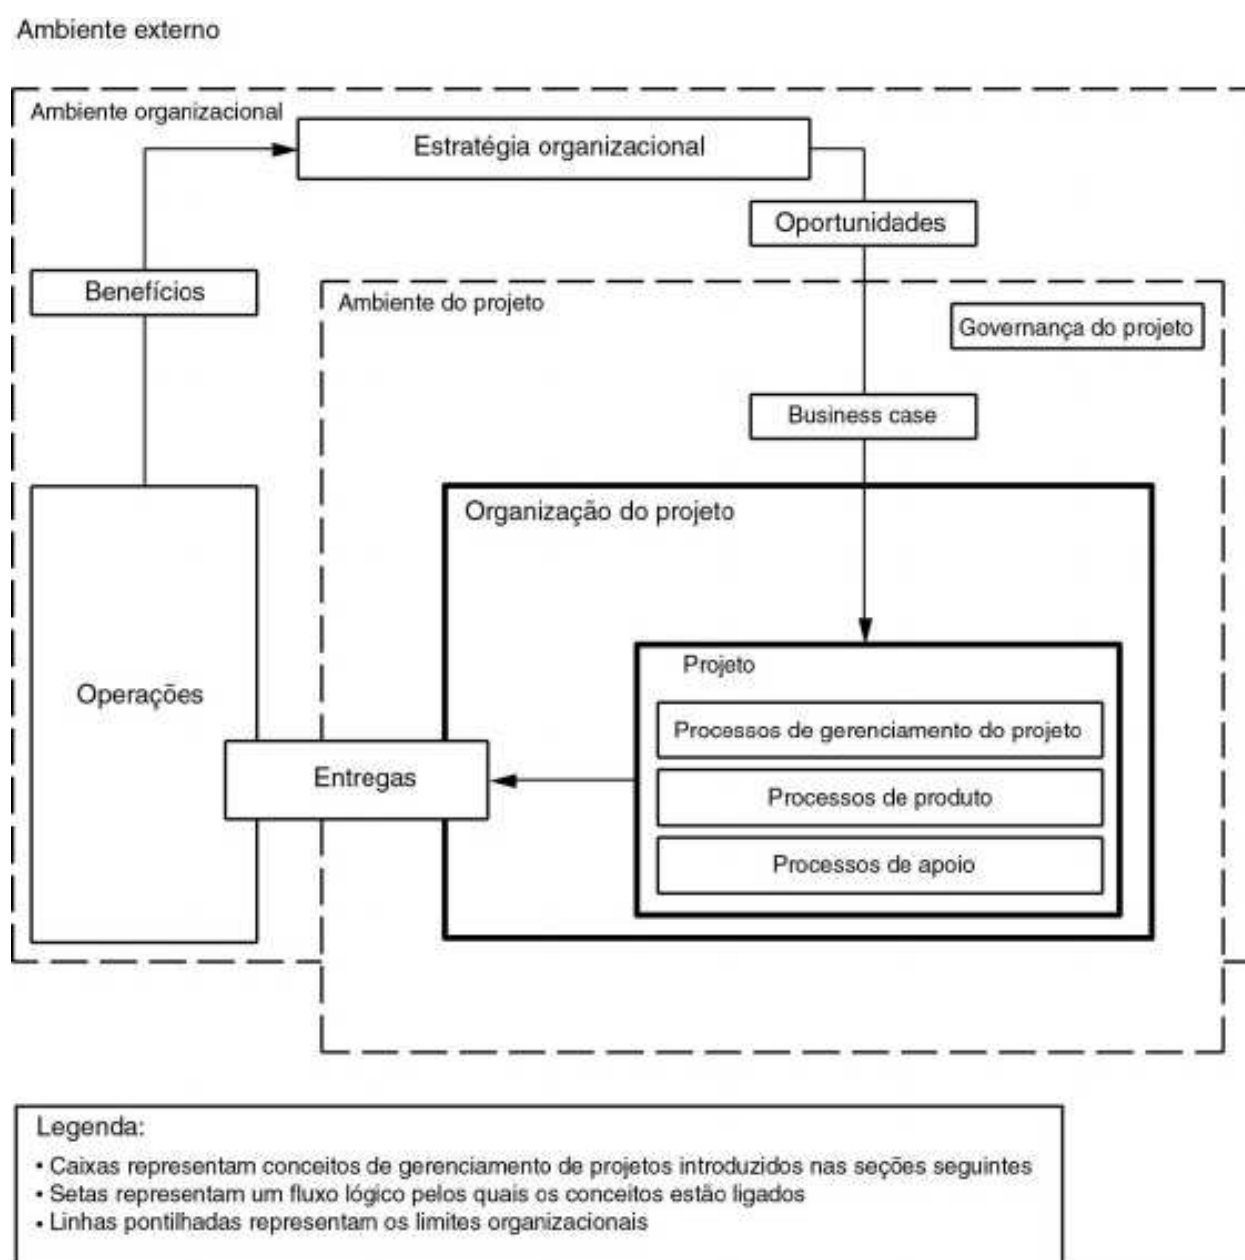 Ambiente externo
Ambiente organizacional
Estratégia organizacional
Oportunidades
Benefícios
Ambiente do projeto
Governança do projeto
Business case
Organização do projeto
Projeto
Operações
Processos de gerenciamento do projeto
Entregas
Processos de produto
Processos de apoio
Legenda:
• Caixas representam conceitos de gerenciamento de projetos introduzidos nas seções seguintes
• Setas representam um fluxo lógico pelos quais os conceitos estão ligados
• Linhas pontilhadas representam os limites organizacionais